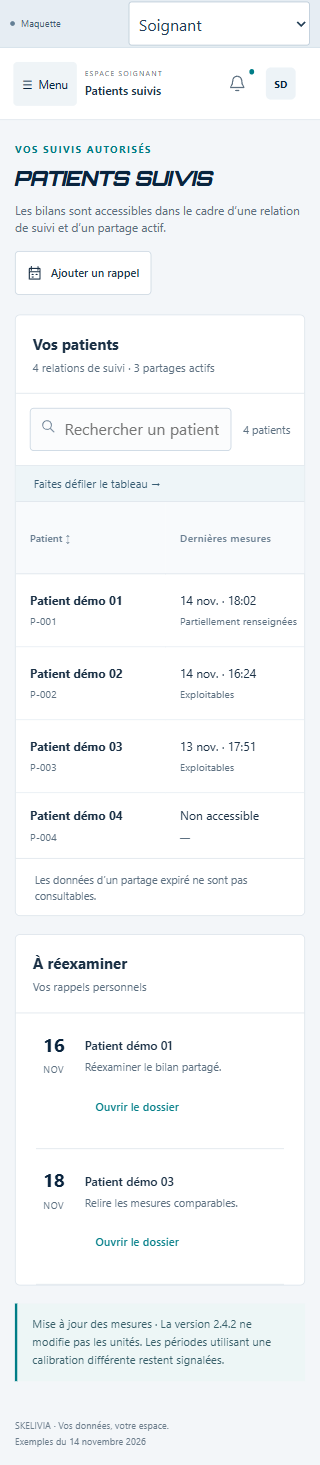 Maquette
Soignant
☰ Menu
ESPACE SOIGNANT
Patients suivis
SD
VOS SUIVIS AUTORISÉS
PATIENTS SUIVIS
Les bilans sont accessibles dans le cadre d'une relation
de suivi et d'un partage actif.
Ajouter un rappel
Vos patients
4 relations de suivi · 3 partages actifs
Rechercher un patient
4 patients
Faites défiler le tableau →
Patient ↕ Dernières mesures
Patient démo 01 14 nov. · 18:02
P-001 Partiellement renseignées
Patient démo 02 14 nov. · 16:24
P-002 Exploitables
Patient démo 03 13 nov. · 17:51
P-003 Exploitables
Patient démo 04 Non accessible
P-004 —
Les données d'un partage expiré ne sont pas
consultables.
À réexaminer
Vos rappels personnels
16 Patient démo 01
NOV Réexaminer le bilan partagé.
Ouvrir le dossier
18 Patient démo 03
NOV Relire les mesures comparables.
Ouvrir le dossier
Mise à jour des mesures · La version 2.4.2 ne
modifie pas les unités. Les périodes utilisant une
calibration différente restent signalées.
SKELIVIA · Vos données, votre espace.
Exemples du 14 novembre 2026